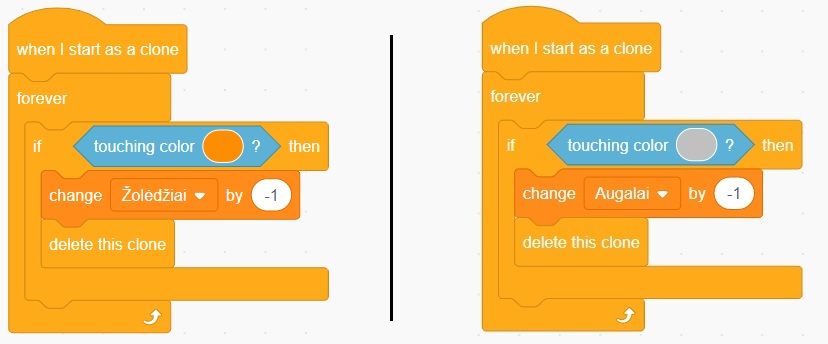 when I start as a clone
forever
if touching color ? then
change Žolėdžiai by -1
delete this clone
when I start as a clone
forever
if touching color ? then
change Augalai by -1
delete this clone